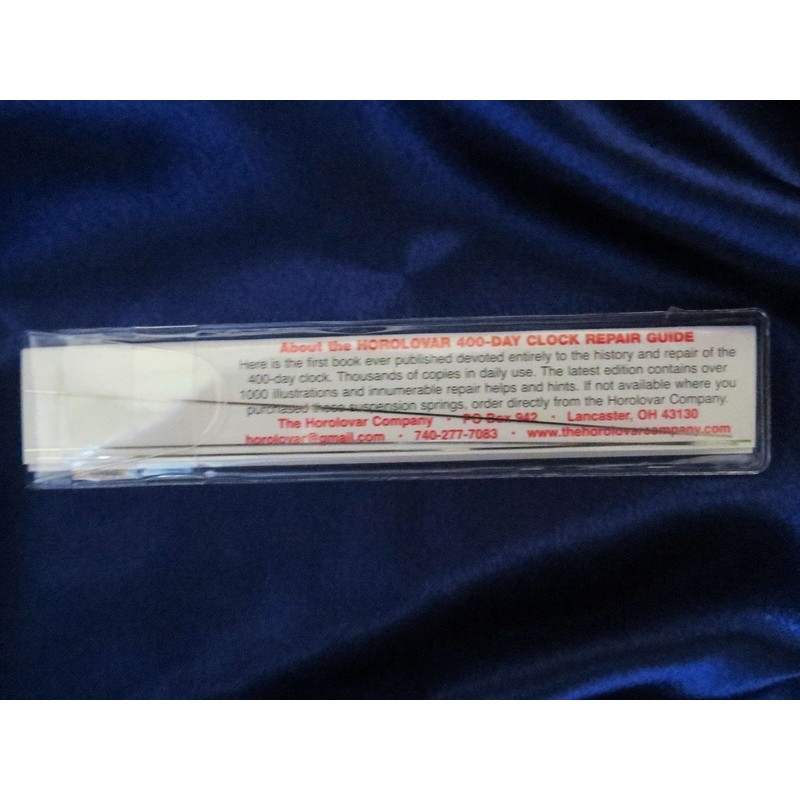 About the HOROLOVAR 400-DAY CLOCK REPAIR GUIDE
Here is the first book ever published devoted entirely to the history and repair of the
400-day clock. Thousands of copies in daily use. The latest edition contains over
1000 illustrations and innumerable repair helps and hints. If not available where you
purchased these suspension springs, order directly from the Horolovar Company.
The Horolovar Company · PO Box 942 · Lancaster, OH 43130
horolovar@gmail.com · 740-277-7083 · www.thehorolovarcompany.com